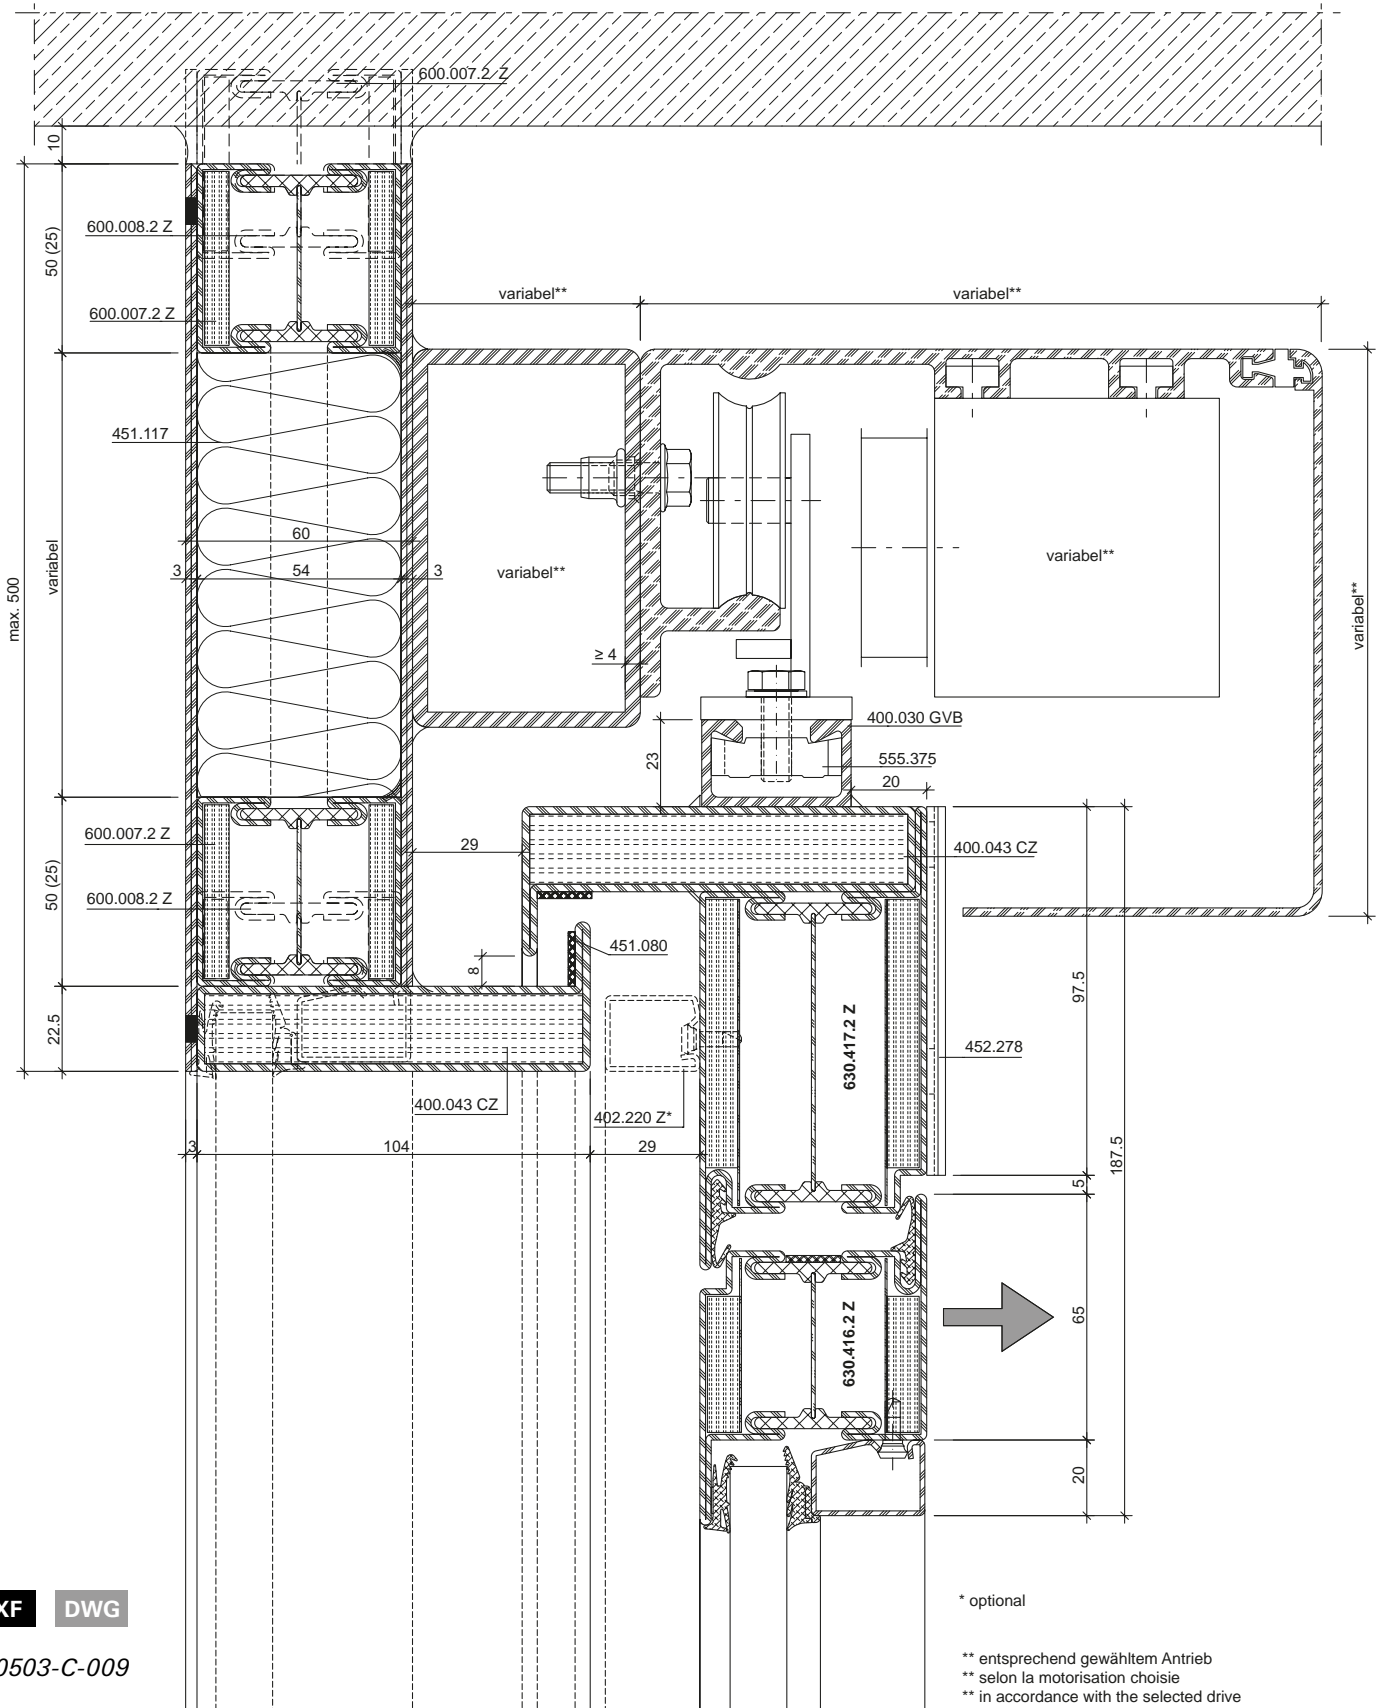 600.007.2 Z
10
600.008.2 Z
50 (25)
600.007.2 Z
variabel**
variabel**
451.117
60
3
54
3
variabel**
variabel**
variabel**
variabel
max. 500
≥ 4
400.030 GVB
555.375
23
20
600.007.2 Z
29
400.043 CZ
50 (25)
600.008.2 Z
451.080
8
97.5
630.417.2 Z
22.5
452.278
400.043 CZ
402.220 Z*
3
104
29
187.5
5
65
630.416.2 Z
20
XF
DWG
0503-C-009
* optional
** entsprechend gewähltem Antrieb
** selon la motorisation choisie
** in accordance with the selected drive